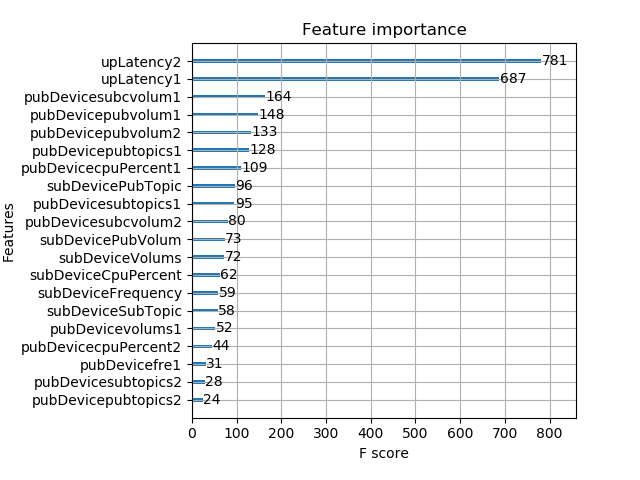 Feature importance
upLatency2 781
upLatency1 687
pubDevicesubcvolum1 164
pubDevicepubvolum1 148
pubDevicepubvolum2 133
pubDevicepubtopics1 128
pubDevicecpuPercent1 109
subDevicePubTopic 96
pubDevicesubtopics1 95
pubDevicesubcvolum2 80
subDevicePubVolum 73
subDeviceVolums 72
subDeviceCpuPercent 62
subDeviceFrequency 59
subDeviceSubTopic 58
pubDevicevolums1 52
pubDevicecpuPercent2 44
pubDevicefre1 31
pubDevicesubtopics2 28
pubDevicepubtopics2 24
0 100 200 300 400 500 600 700 800
F score
Features